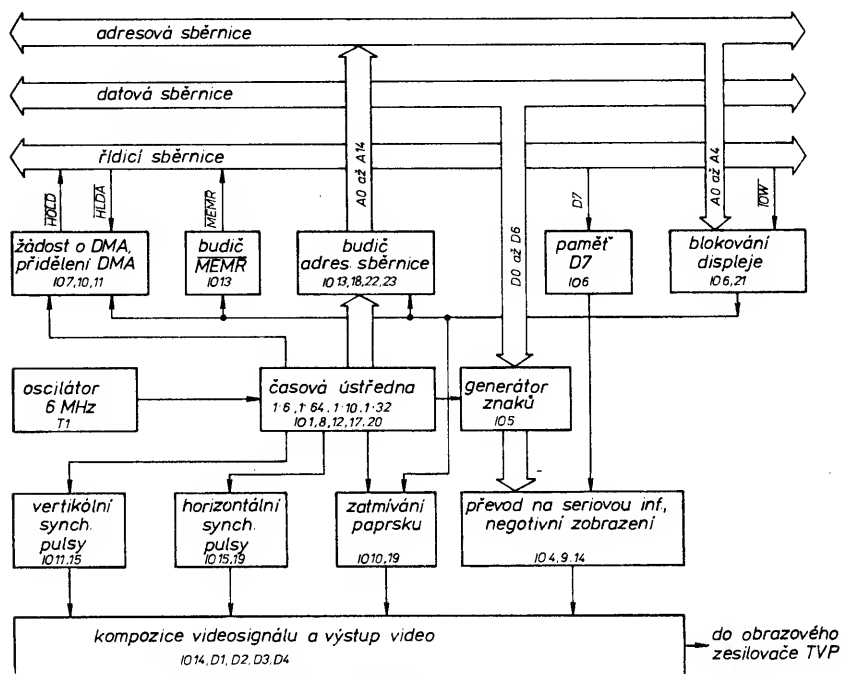 adresová sběrnice
datová sběrnice
řídicí sběrnice
A0 až A14
A0 až A4
D0 až D6
HOLD
HLDA
MEMR
D7
IOW
žádost o DMA,
přidělení DMA
IO7,10,11
budič
MEMR
IO13
budič
adres. sběrnice
IO13,18,22,23
paměť
D7
IO6
blokování
displeje
IO6,21
oscilátor
6 MHz
T1
časová ústředna
1·6,1·64,1·10,1·32
IO1,8,12,17,20
generátor
znaků
IO5
vertikální
synch.
pulsy
IO11,15
horizontální
synch.
pulsy
IO15,19
zatmívání
paprsku
IO10,19
převod na seriovou inf.,
negativní zobrazení
IO4,9,14
kompozice videosignálu a výstup video
IO14, D1, D2, D3, D4
do obrazového
zesilovače TVP